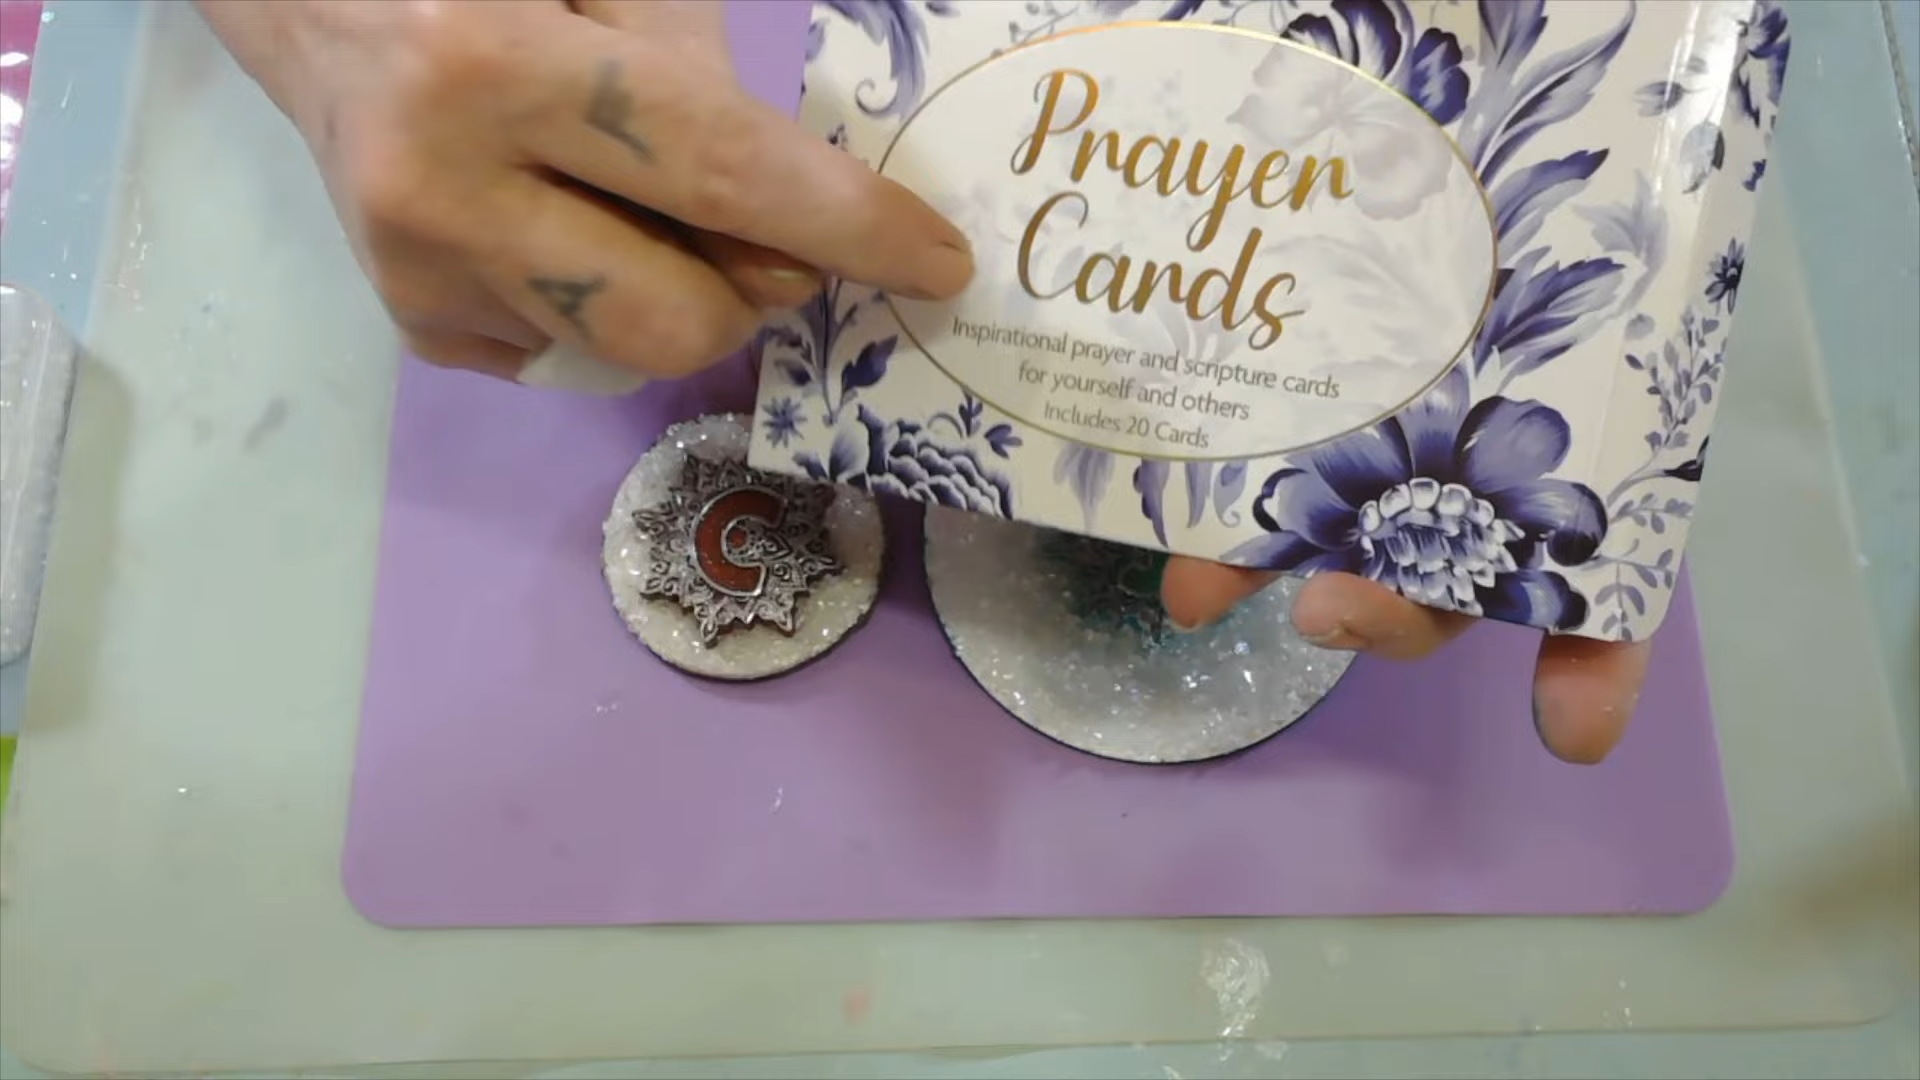 Prayer
Cards
Inspirational prayer and scripture cards
for yourself and others
Includes 20 Cards
C
A